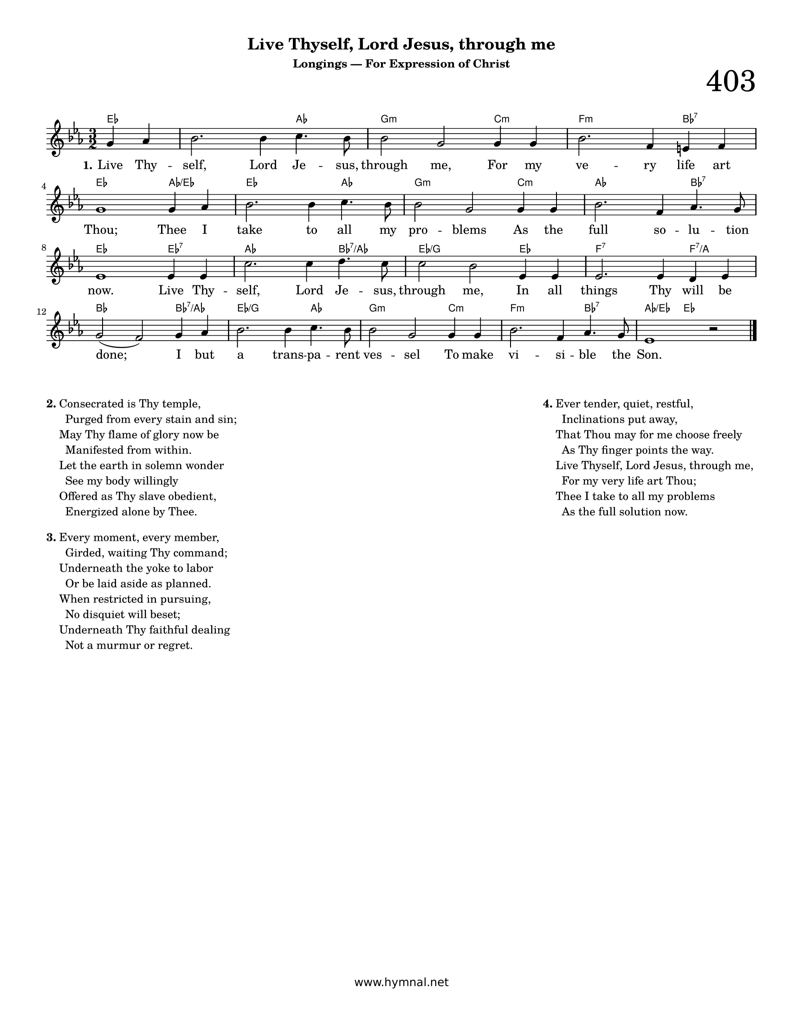 Live Thyself, Lord Jesus, through me
Longings — For Expression of Christ
403
E♭ A♭ Gm Cm Fm B♭7
1. Live Thy - self, Lord Je - sus, through me, For my ve - ry life art
4
E♭ A♭/E♭ E♭ A♭ Gm Cm A♭ B♭7
Thou; Thee I take to all my pro - blems As the full so - lu - tion
8
E♭ E♭7 A♭ B♭7/A♭ E♭/G E♭ F7 F7/A
now. Live Thy - self, Lord Je - sus, through me, In all things Thy will be
12
B♭ B♭7/A♭ E♭/G A♭ Gm Cm Fm B♭7 A♭/E♭ E♭
done; I but a trans-pa - rent ves - sel To make vi - si - ble the Son.
2. Consecrated is Thy temple,
Purged from every stain and sin;
May Thy flame of glory now be
Manifested from within.
Let the earth in solemn wonder
See my body willingly
Offered as Thy slave obedient,
Energized alone by Thee.
3. Every moment, every member,
Girded, waiting Thy command;
Underneath the yoke to labor
Or be laid aside as planned.
When restricted in pursuing,
No disquiet will beset;
Underneath Thy faithful dealing
Not a murmur or regret.
4. Ever tender, quiet, restful,
Inclinations put away,
That Thou may for me choose freely
As Thy finger points the way.
Live Thyself, Lord Jesus, through me,
For my very life art Thou;
Thee I take to all my problems
As the full solution now.
www.hymnal.net